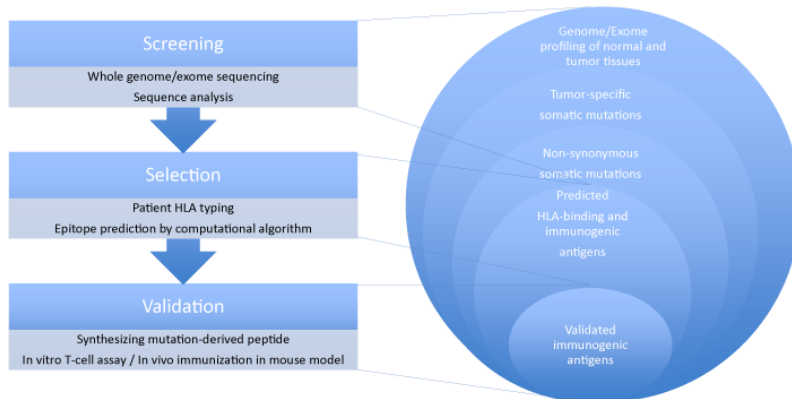 Screening
Whole genome/exome sequencing
Sequence analysis
Selection
Patient HLA typing
Epitope prediction by computational algorithm
Validation
Synthesizing mutation-derived peptide
In vitro T-cell assay / In vivo immunization in mouse model
Genome/Exome
profiling of normal and
tumor tissues
Tumor-specific
somatic mutations
Non-synonymous
somatic mutations
Predicted
HLA-binding and
immunogenic
antigens
Validated
immunogenic
antigens